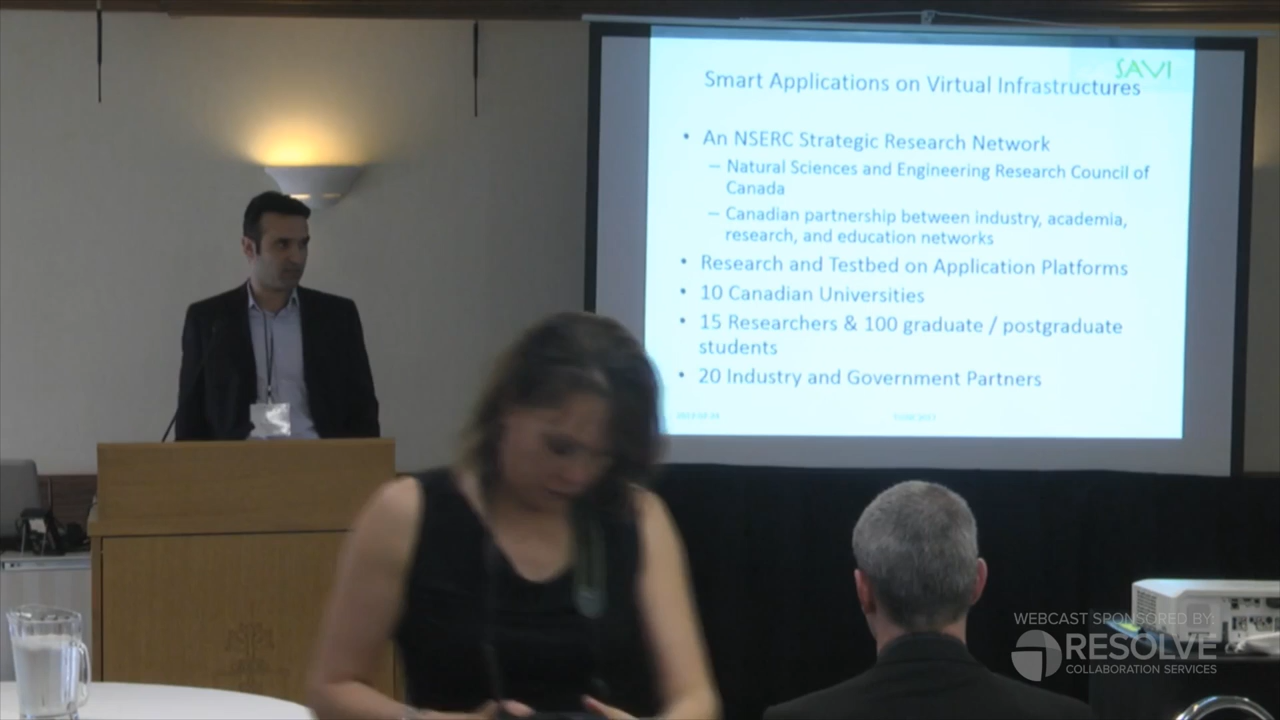 SAVI
Smart Applications on Virtual Infrastructures
• An NSERC Strategic Research Network
– Natural Sciences and Engineering Research Council of
Canada
– Canadian partnership between industry, academia,
research, and education networks
• Research and Testbed on Application Platforms
• 10 Canadian Universities
• 15 Researchers & 100 graduate / postgraduate
students
• 20 Industry and Government Partners
WEBCAST SPONSORED BY:
RESOLVE
COLLABORATION SERVICES